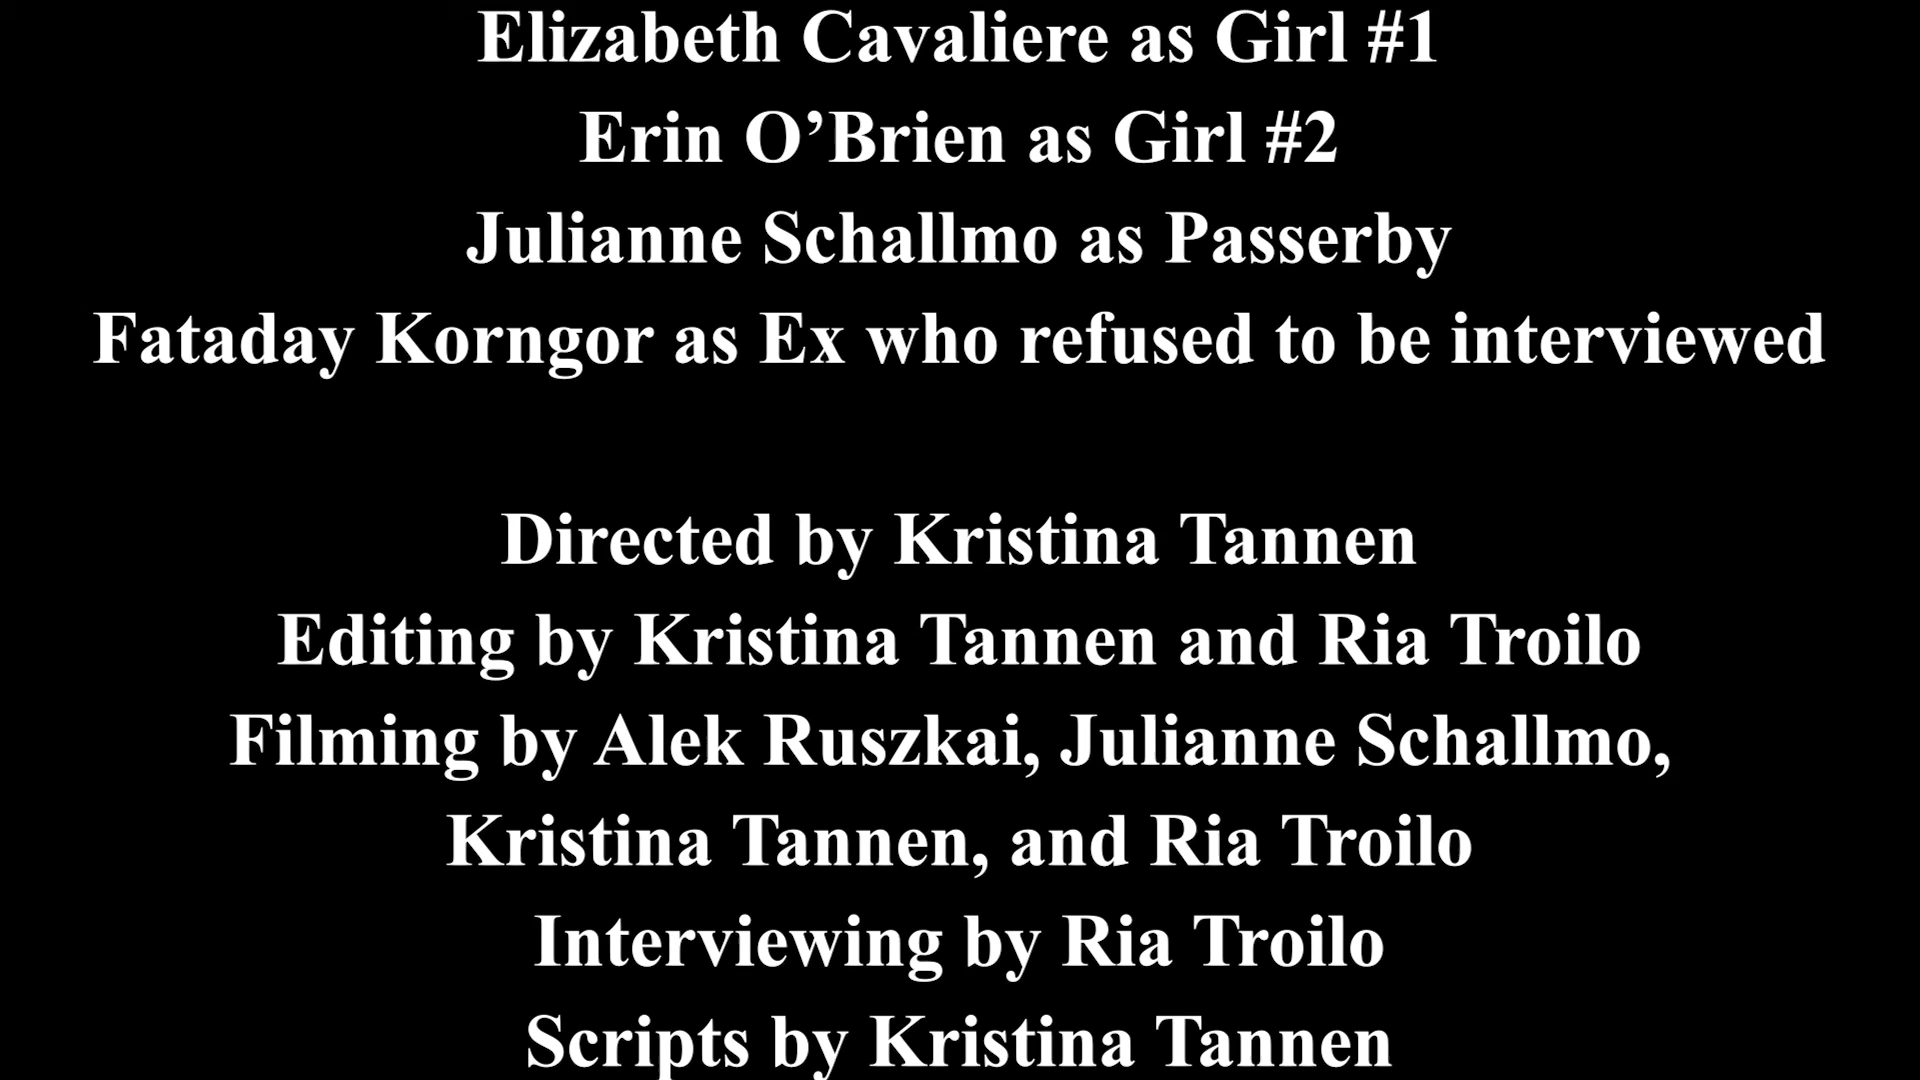 Elizabeth Cavaliere as Girl #1
Erin O’Brien as Girl #2
Julianne Schallmo as Passerby
Fataday Korngor as Ex who refused to be interviewed
Directed by Kristina Tannen
Editing by Kristina Tannen and Ria Troilo
Filming by Alek Ruszkai, Julianne Schallmo,
Kristina Tannen, and Ria Troilo
Interviewing by Ria Troilo
Scripts by Kristina Tannen